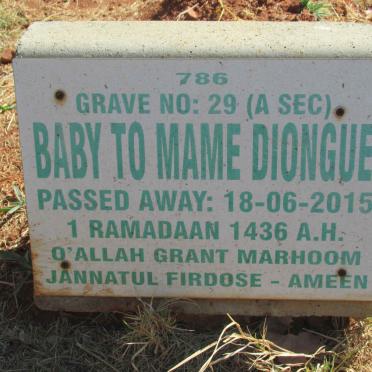 786
GRAVE NO: 29 (A SEC)
BABY TO MAME DIONGUE
PASSED AWAY: 18-06-2015
1 RAMADAAN 1436 A.H.
O'ALLAH GRANT MARHOOM
JANNATUL FIRDOSE - AMEEN